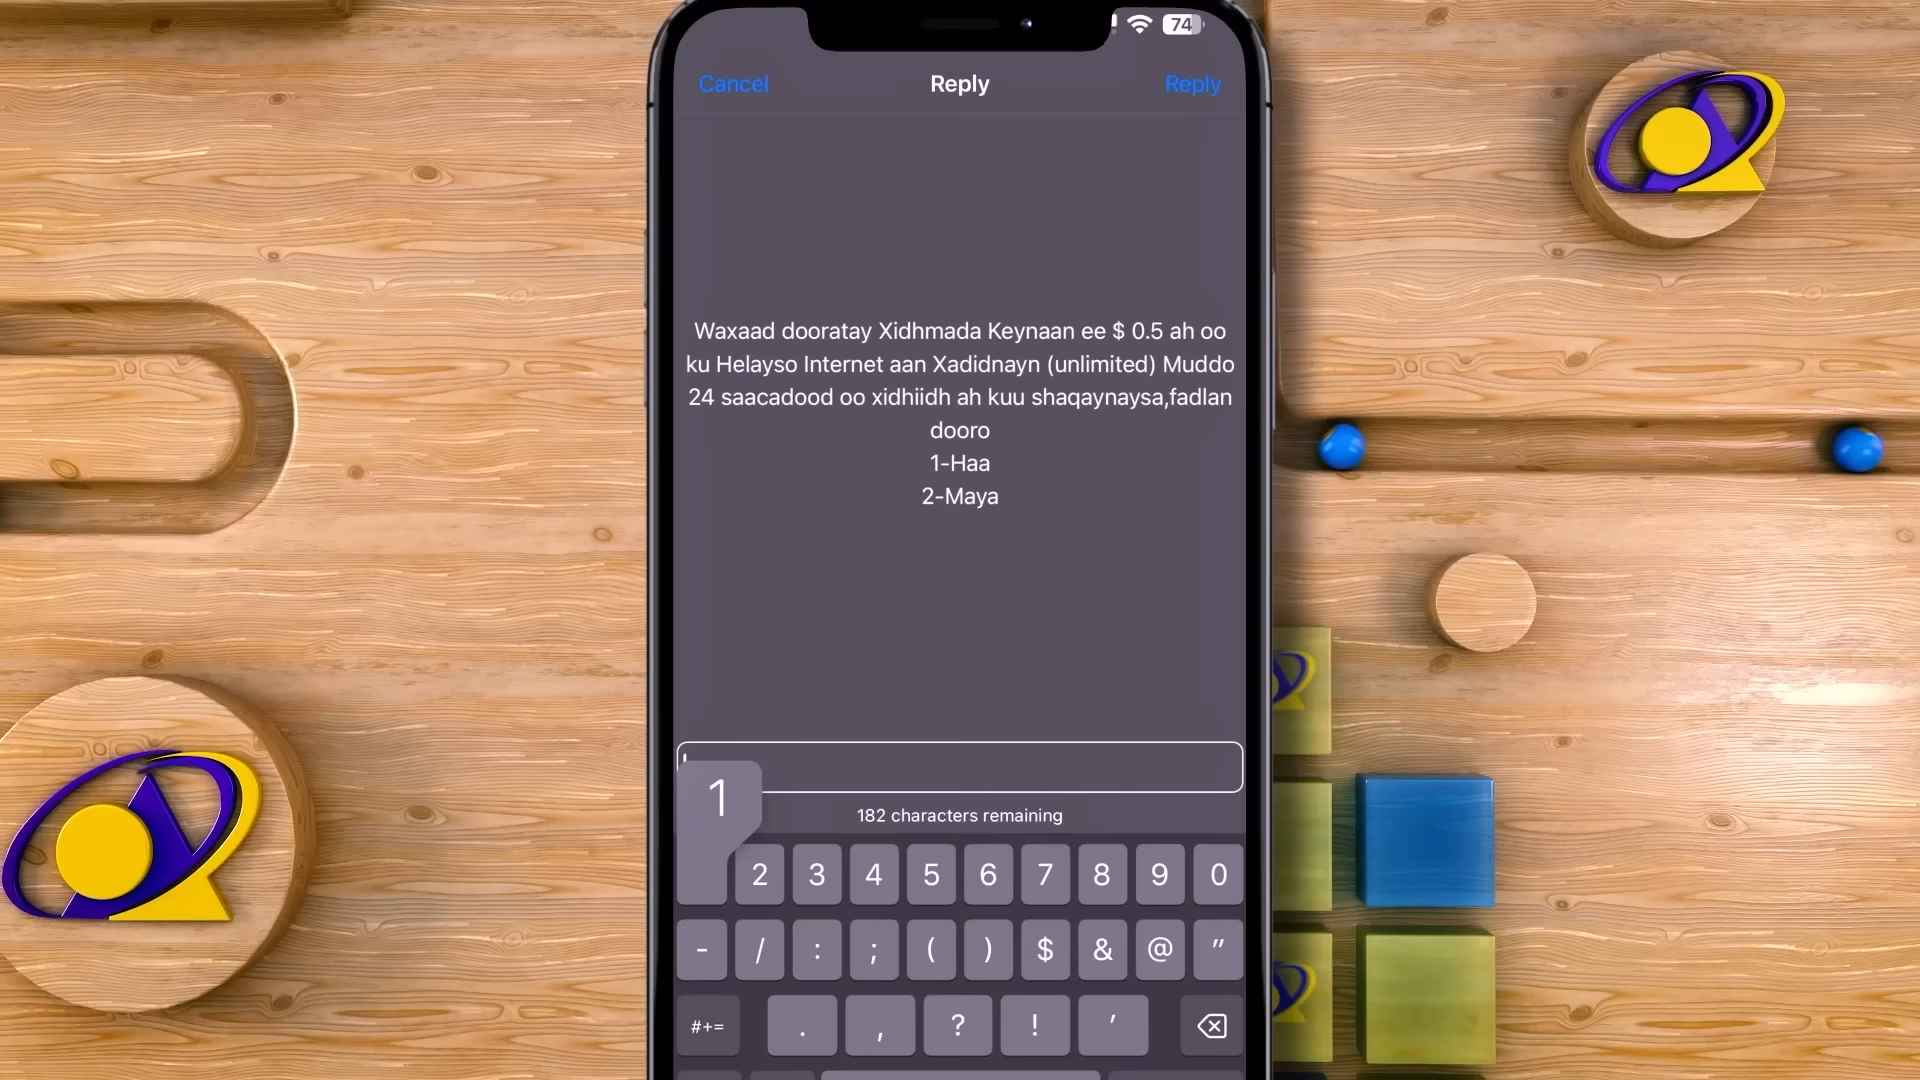 74
Cancel Reply Reply
Waxaad dooratay Xidhmada Keynaan ee $ 0.5 ah oo
ku Helayso Internet aan Xadidnayn (unlimited) Muddo
24 saacadood oo xidhiidh ah kuu shaqaynaysa,fadlan
dooro
1-Haa
2-Maya
182 characters remaining
1 2 3 4 5 6 7 8 9 0
- / : ; ( ) $ & @ "
#+= . , ? ! '